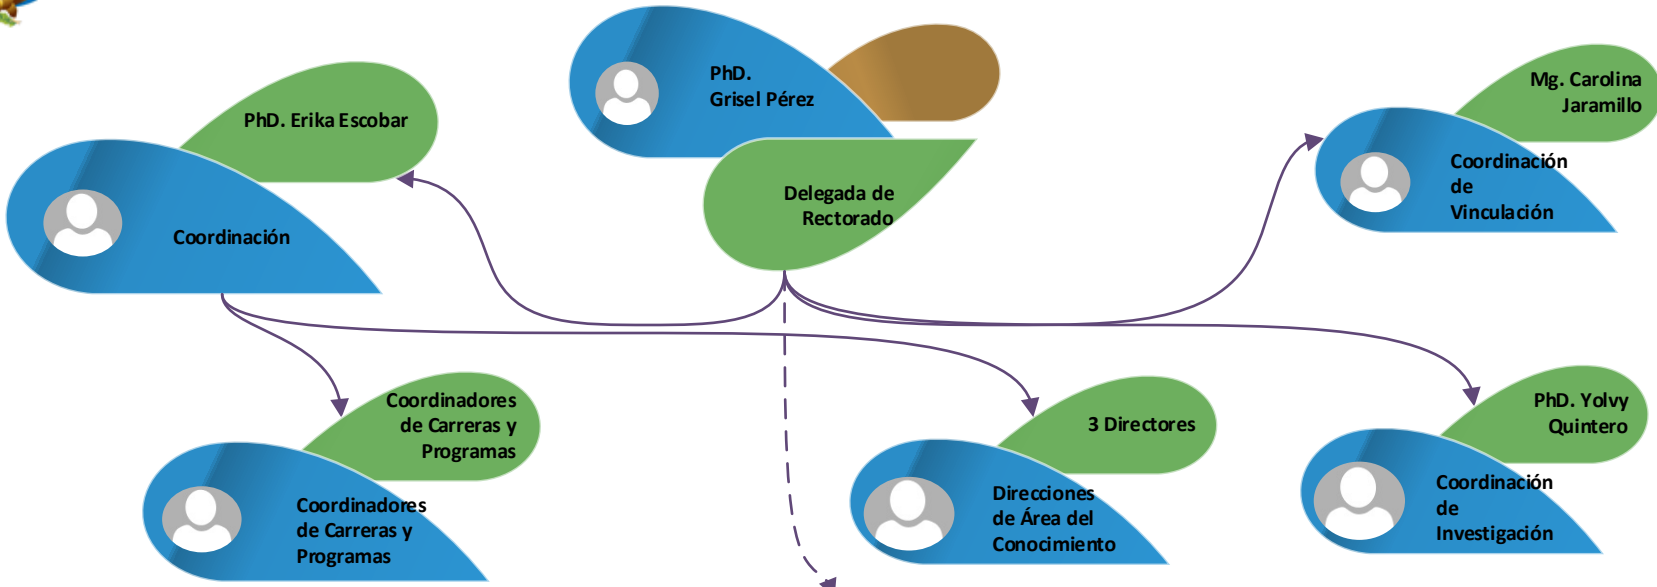 PhD.
Grisel Pérez
Delegada de
Rectorado
PhD. Erika Escobar
Coordinación
Mg. Carolina
Jaramillo
Coordinación
de
Vinculación
Coordinadores
de Carreras y
Programas
Coordinadores
de Carreras y
Programas
3 Directores
Direcciones
de Área del
Conocimiento
PhD. Yolvy
Quintero
Coordinación
de
Investigación